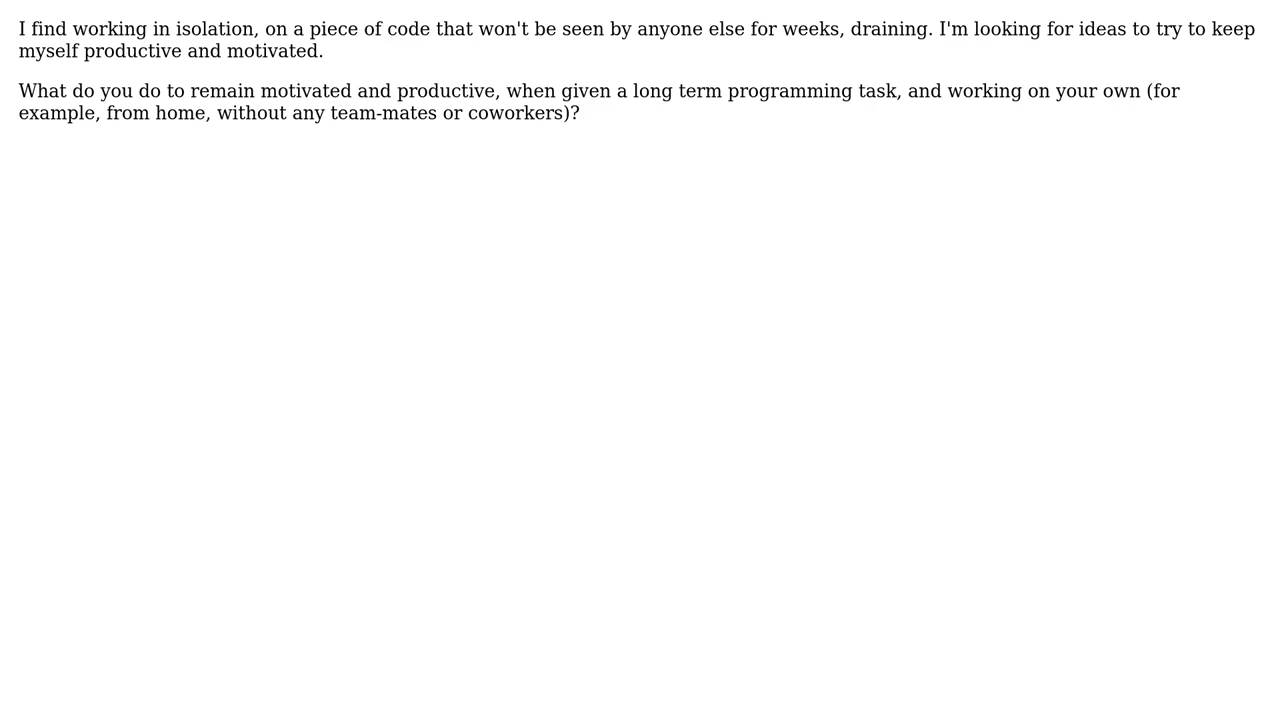 I find working in isolation, on a piece of code that won't be seen by anyone else for weeks, draining. I'm looking for ideas to try to keep
myself productive and motivated.
What do you do to remain motivated and productive, when given a long term programming task, and working on your own (for
example, from home, without any team-mates or coworkers)?